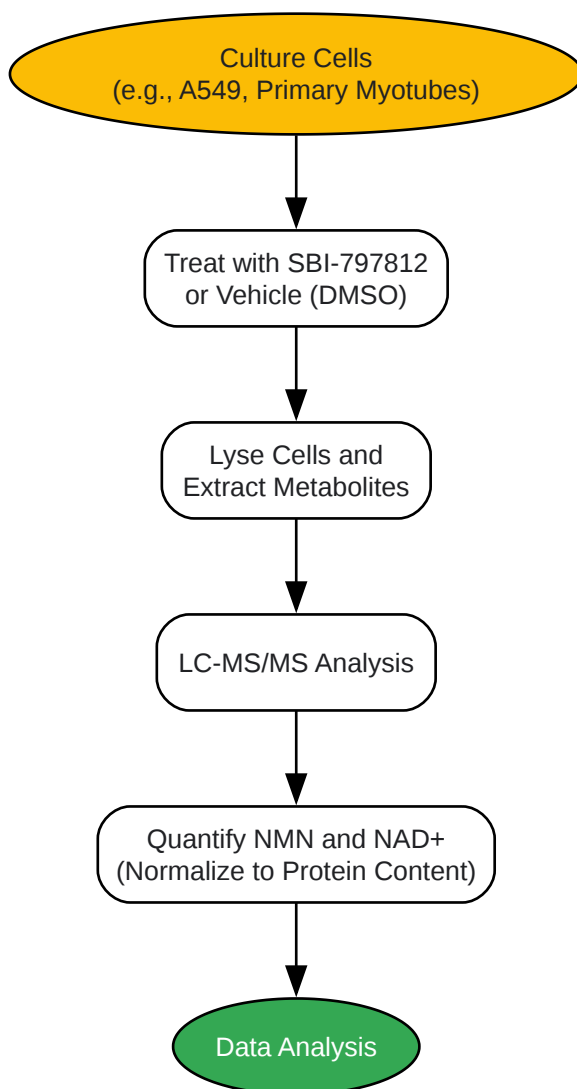 Culture Cells
(e.g., A549, Primary Myotubes)
Treat with SBI-797812
or Vehicle (DMSO)
Lyse Cells and
Extract Metabolites
LC-MS/MS Analysis
Quantify NMN and NAD+
(Normalize to Protein Content)
Data Analysis